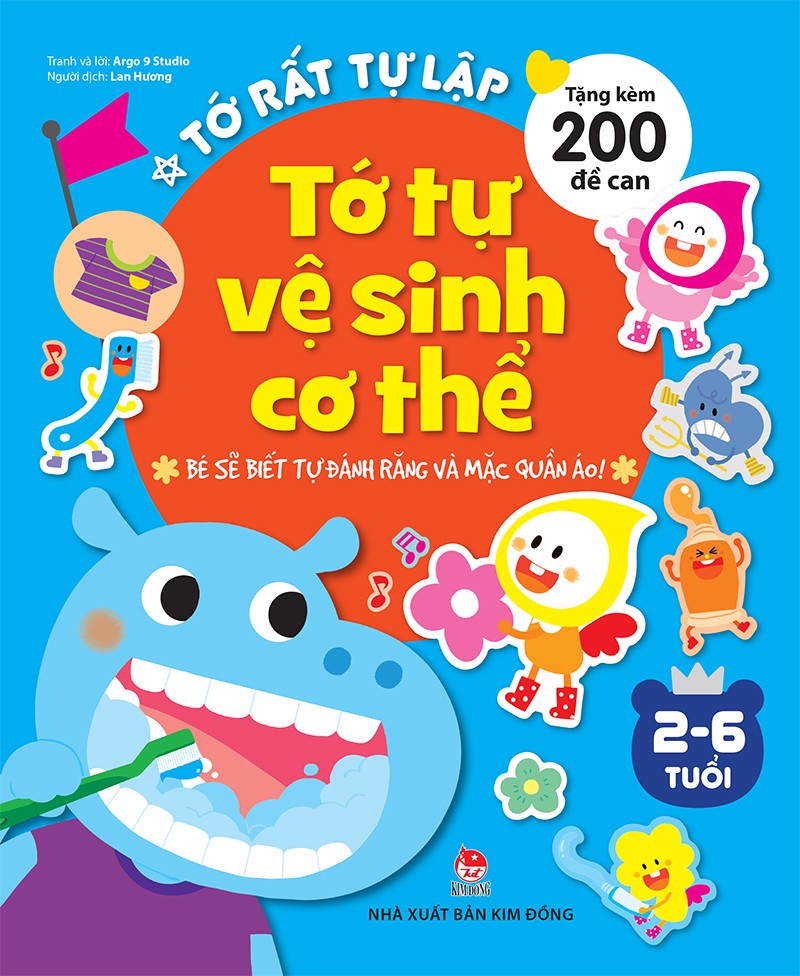 Tranh và lời: Argo 9 Studio
Người dịch: Lan Hương
TỚ RẤT TỰ LẬP
Tặng kèm
200
đề can
Tớ tự
vệ sinh
cơ thể
BÉ SẼ BIẾT TỰ ĐÁNH RĂNG VÀ MẶC QUẦN ÁO!
2-6
TUỔI
KIM ĐỒNG
NHÀ XUẤT BẢN KIM ĐỒNG